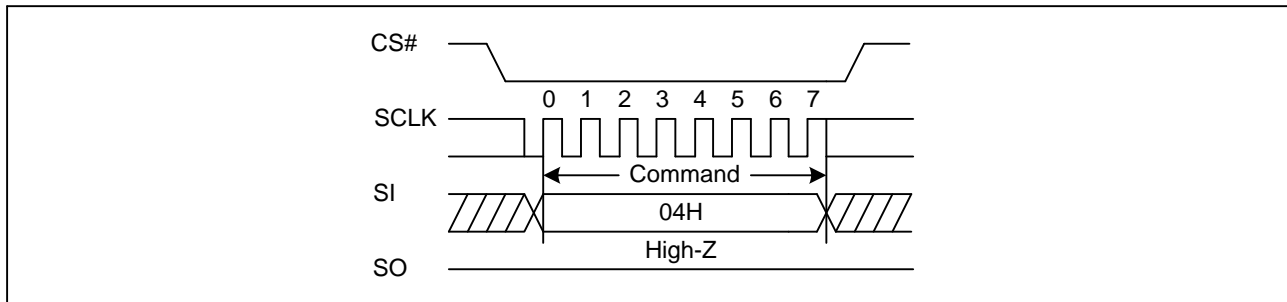 CS#
0 1 2 3 4 5 6 7
SCLK
Command
SI
04H
High-Z
SO